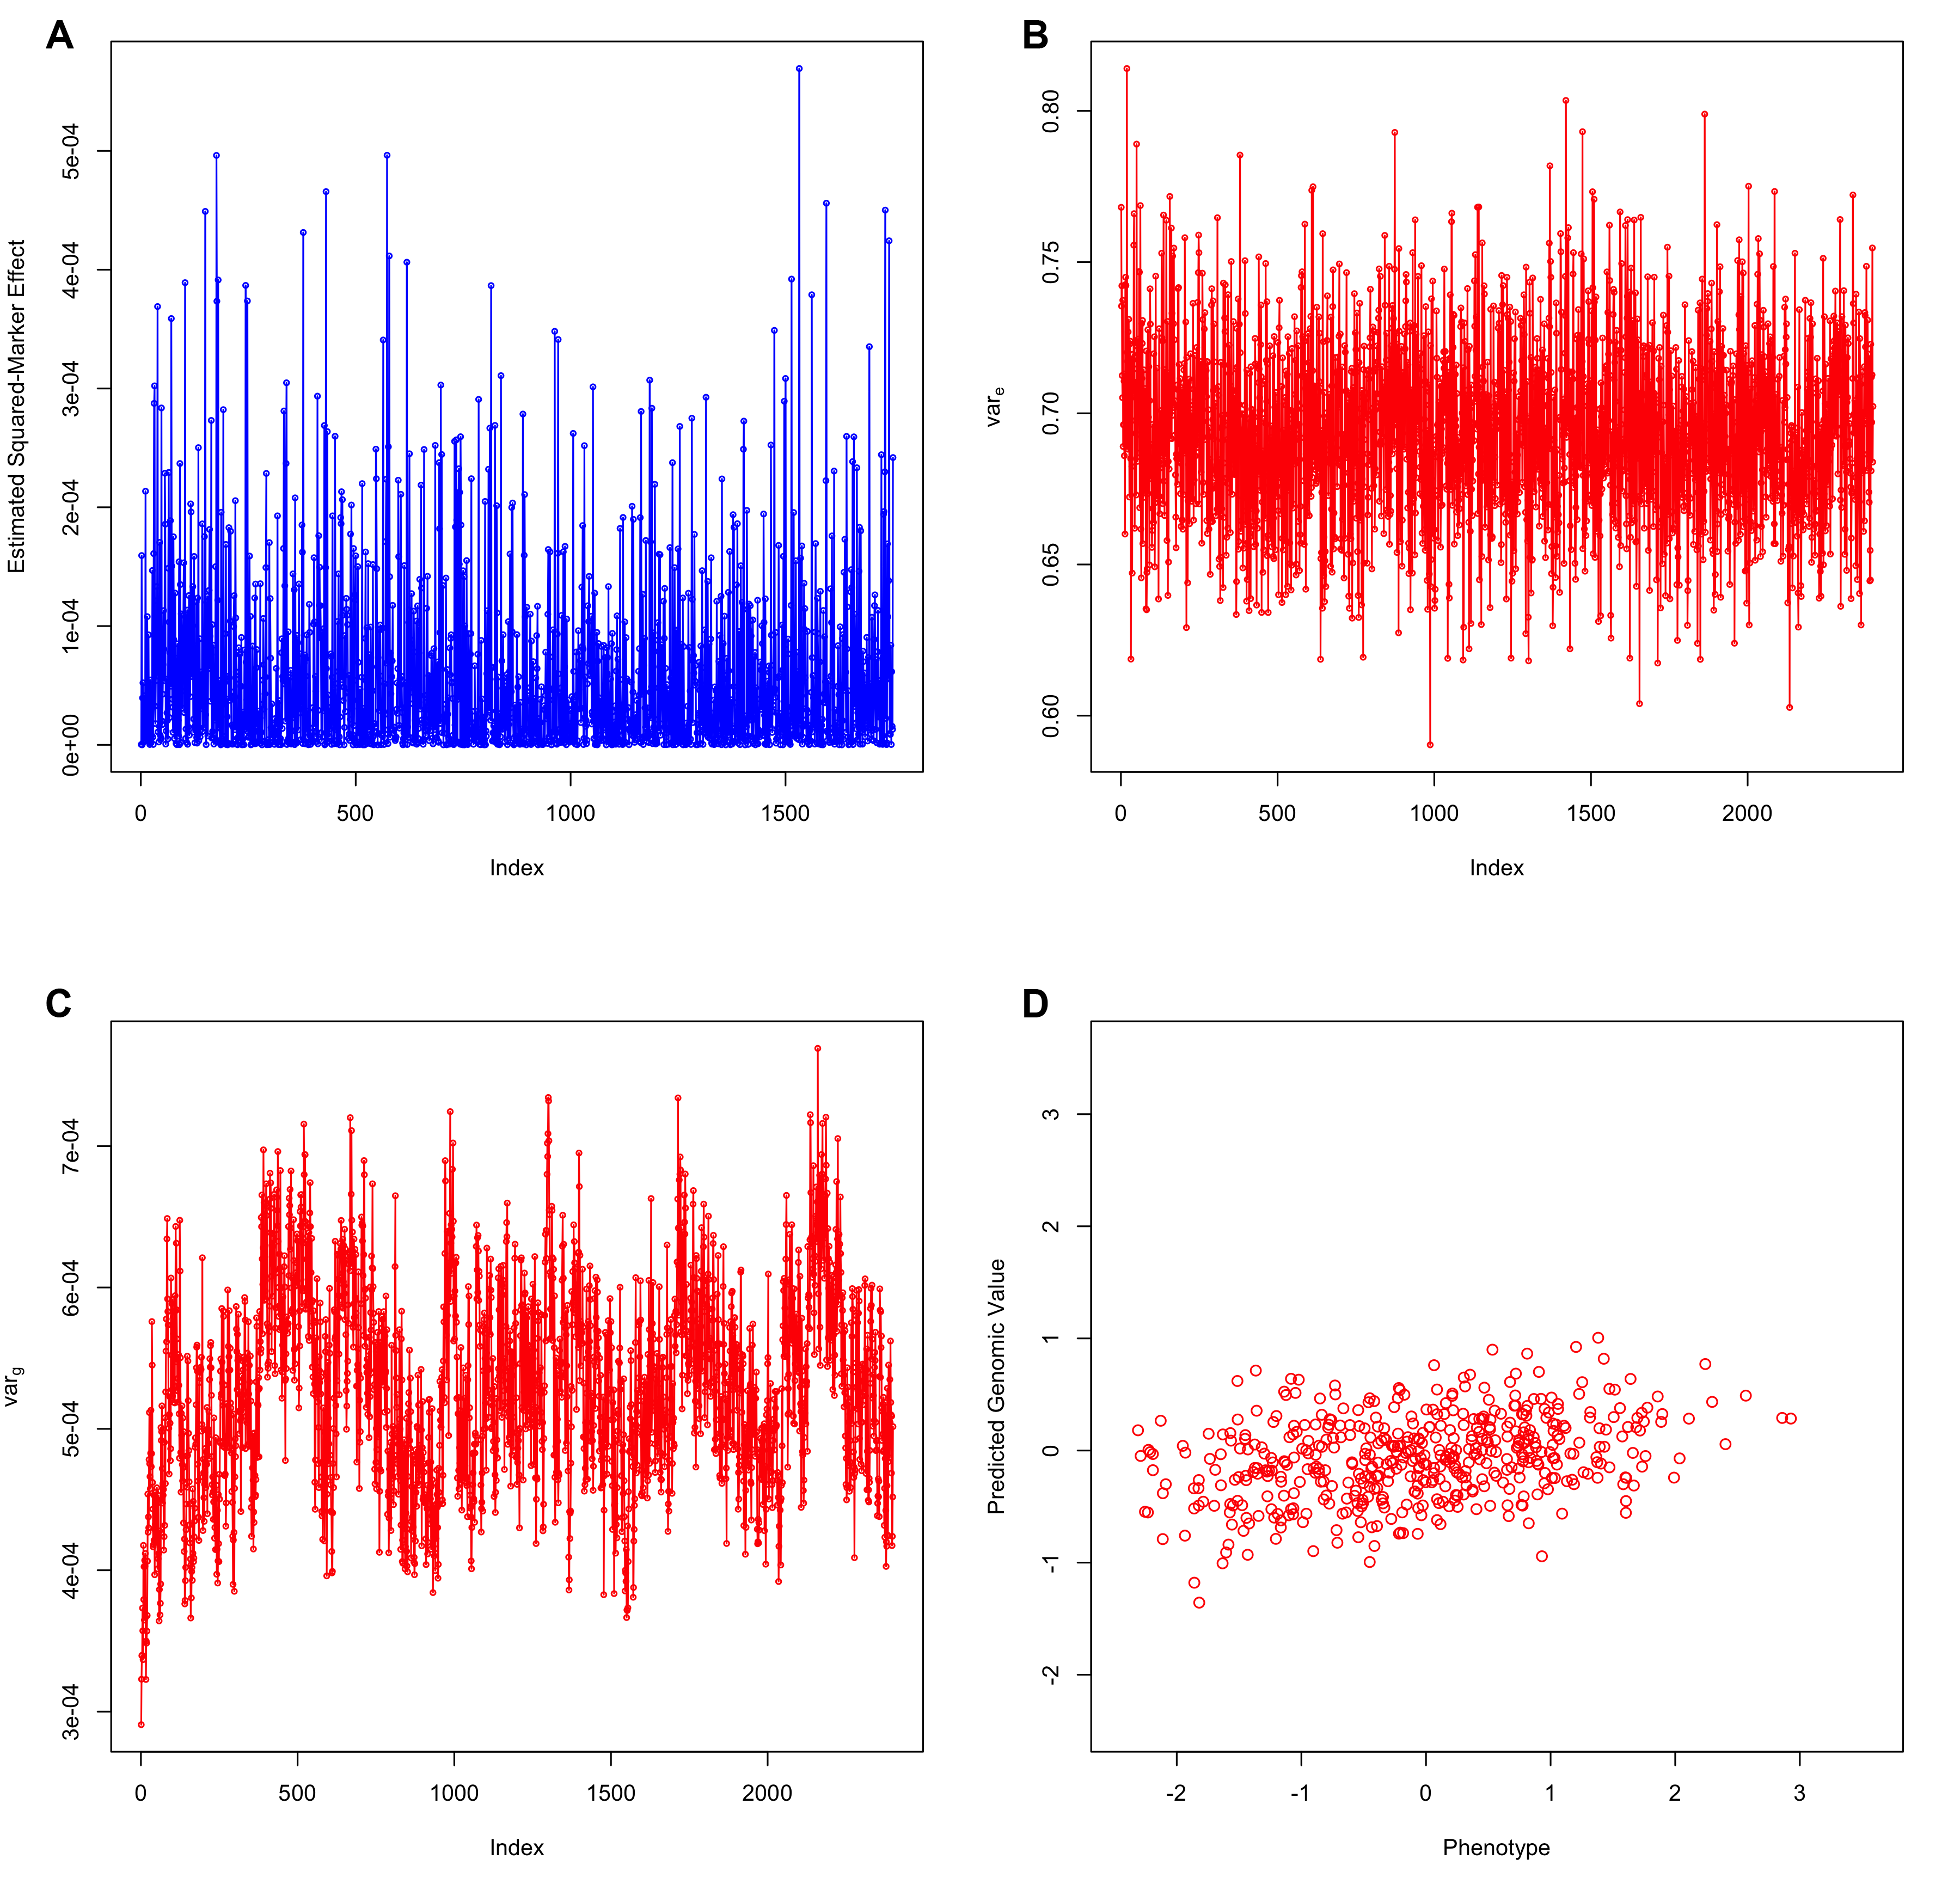 A
Estimated Squared-Marker Effect
5e-04
4e-04
3e-04
2e-04
1e-04
0e+00
0 500 1000 1500
Index
B
var_e
0.80
0.75
0.70
0.65
0.60
0 500 1000 1500 2000
Index
C
var_g
7e-04
6e-04
5e-04
4e-04
3e-04
0 500 1000 1500 2000
Index
D
Predicted Genomic Value
3
2
1
0
-1
-2
-2 -1 0 1 2 3
Phenotype